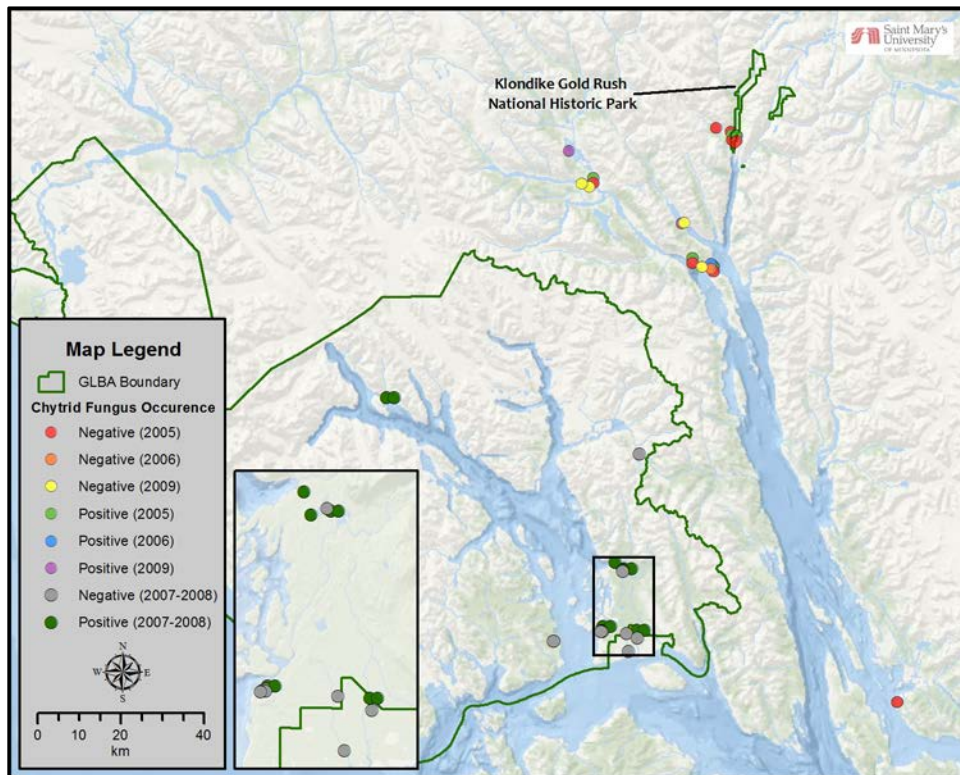 Saint Mary's
University
OF MINNESOTA
Klondike Gold Rush
National Historic Park
Map Legend
GLBA Boundary
Chytrid Fungus Occurence
Negative (2005)
Negative (2006)
Negative (2009)
Positive (2005)
Positive (2006)
Positive (2009)
Negative (2007-2008)
Positive (2007-2008)
N
W E
S
0 10 20 40
km